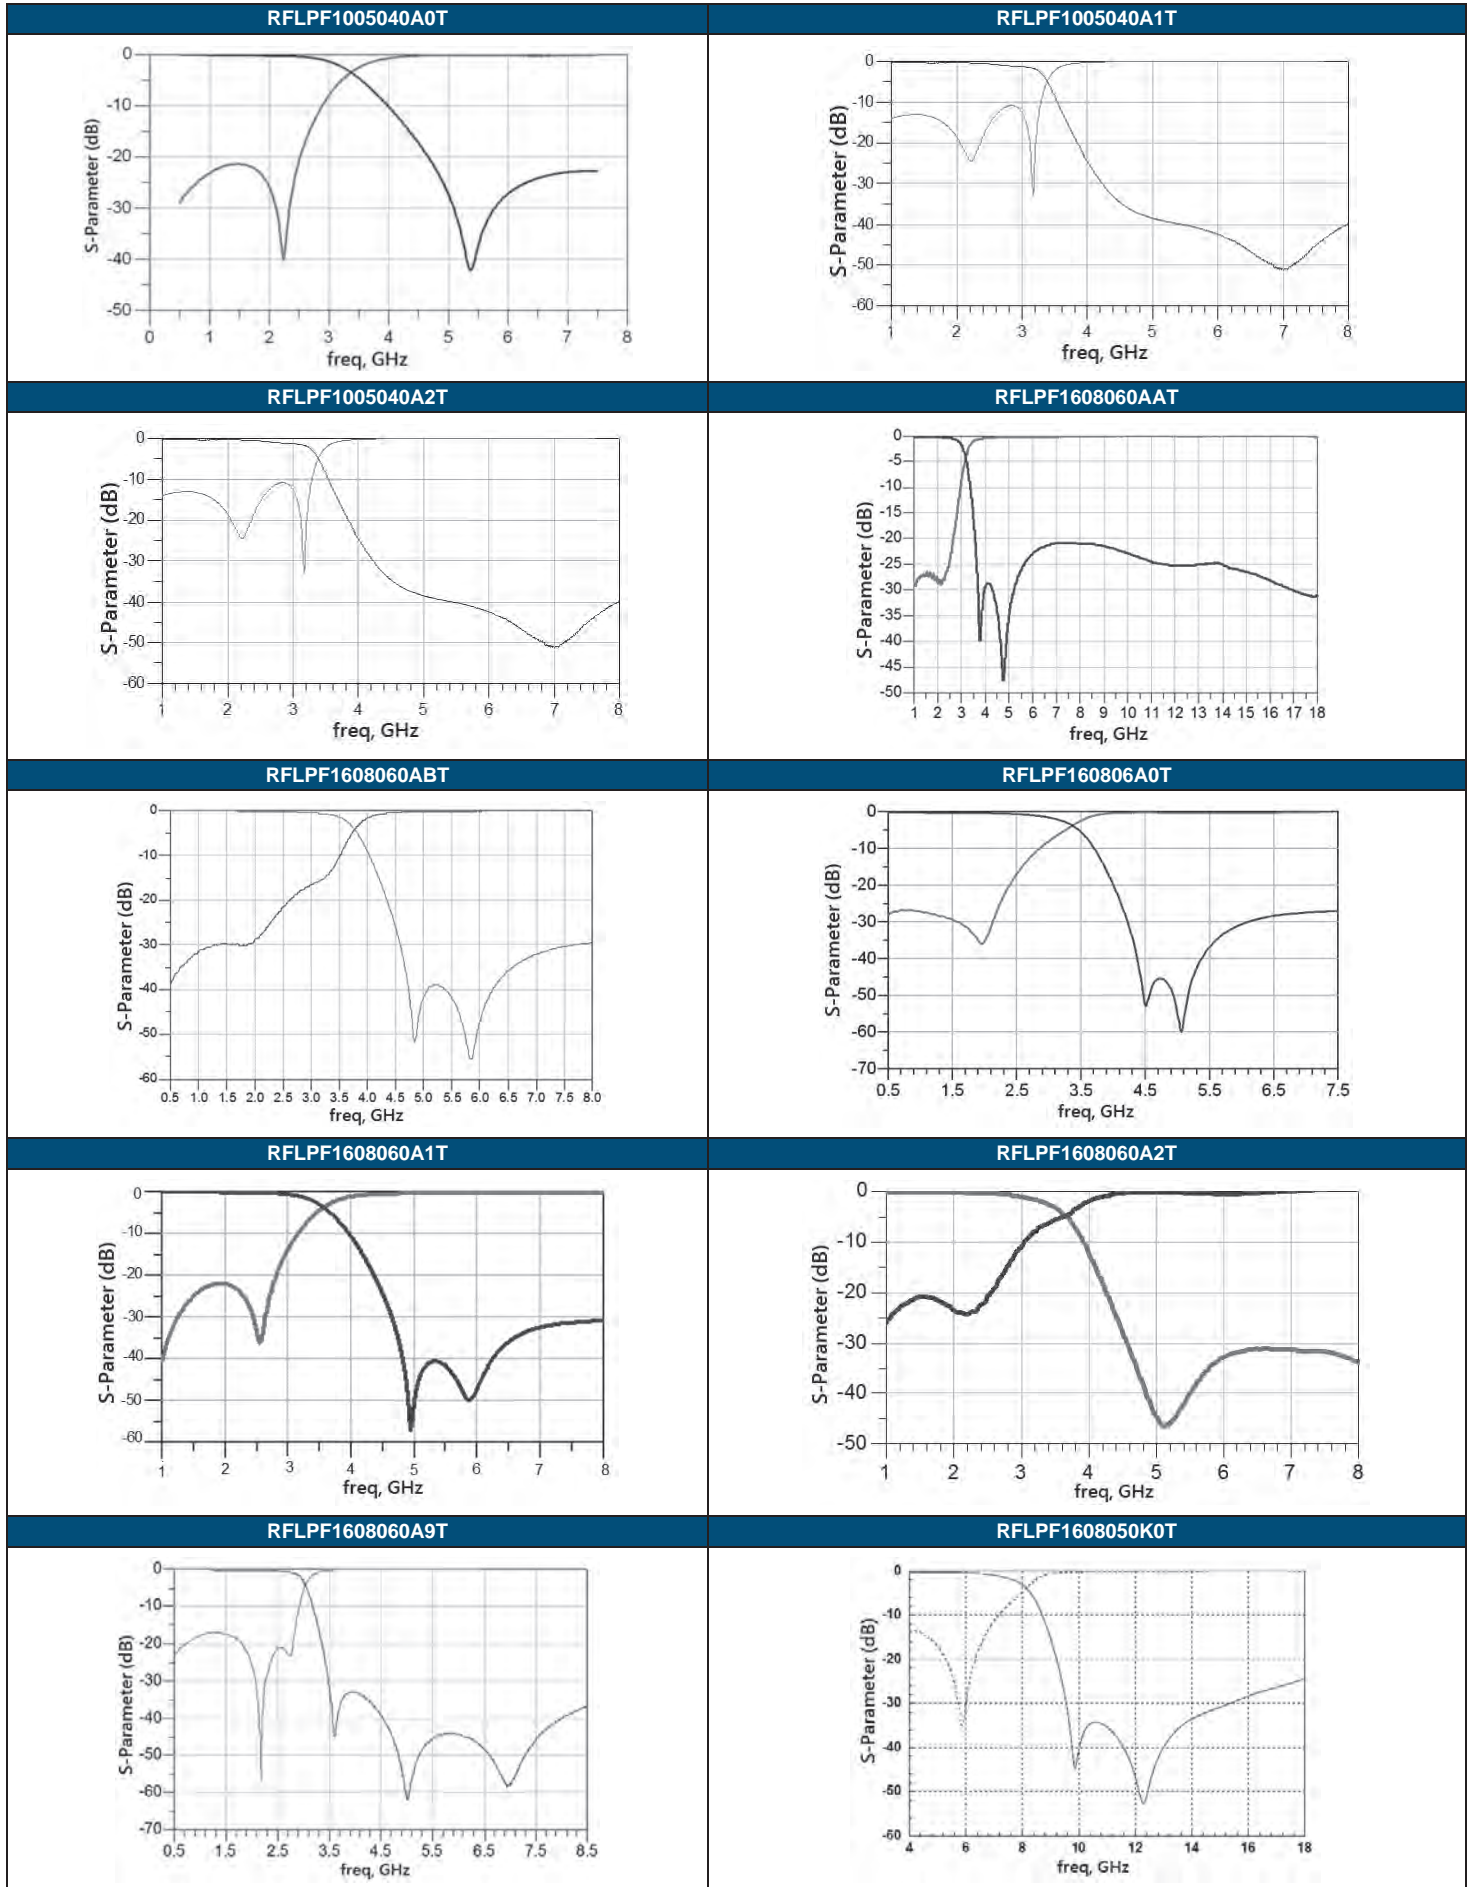 RFLPF1005040A0T
RFLPF1005040A1T
0
-10
-20
-30
-40
-50
S-Parameter (dB)
0 1 2 3 4 5 6 7 8
freq, GHz
0
-10
-20
-30
-40
-50
-60
S-Parameter (dB)
1 2 3 4 5 6 7 8
freq, GHz
RFLPF1005040A2T
RFLPF1608060AAT
0
-10
-20
-30
-40
-50
-60
S-Parameter (dB)
1 2 3 4 5 6 7 8
freq, GHz
0
-5
-10
-15
-20
-25
-30
-35
-40
-45
-50
S-Parameter (dB)
1 2 3 4 5 6 7 8 9 10 11 12 13 14 15 16 17 18
freq, GHz
RFLPF1608060ABT
RFLPF160806A0T
0
-10
-20
-30
-40
-50
-60
S-Parameter (dB)
0.5 1.0 1.5 2.0 2.5 3.0 3.5 4.0 4.5 5.0 5.5 6.0 6.5 7.0 7.5 8.0
freq, GHz
0
-10
-20
-30
-40
-50
-60
-70
S-Parameter (dB)
0.5 1.5 2.5 3.5 4.5 5.5 6.5 7.5
freq, GHz
RFLPF1608060A1T
RFLPF1608060A2T
0
-10
-20
-30
-40
-50
-60
S-Parameter (dB)
1 2 3 4 5 6 7 8
freq, GHz
0
-10
-20
-30
-40
-50
S-Parameter (dB)
1 2 3 4 5 6 7 8
freq, GHz
RFLPF1608060A9T
RFLPF1608050K0T
0
-10
-20
-30
-40
-50
-60
-70
S-Parameter (dB)
0.5 1.5 2.5 3.5 4.5 5.5 6.5 7.5 8.5
freq, GHz
0
-10
-20
-30
-40
-50
-60
S-Parameter (dB)
4 6 8 10 12 14 16 18
freq, GHz